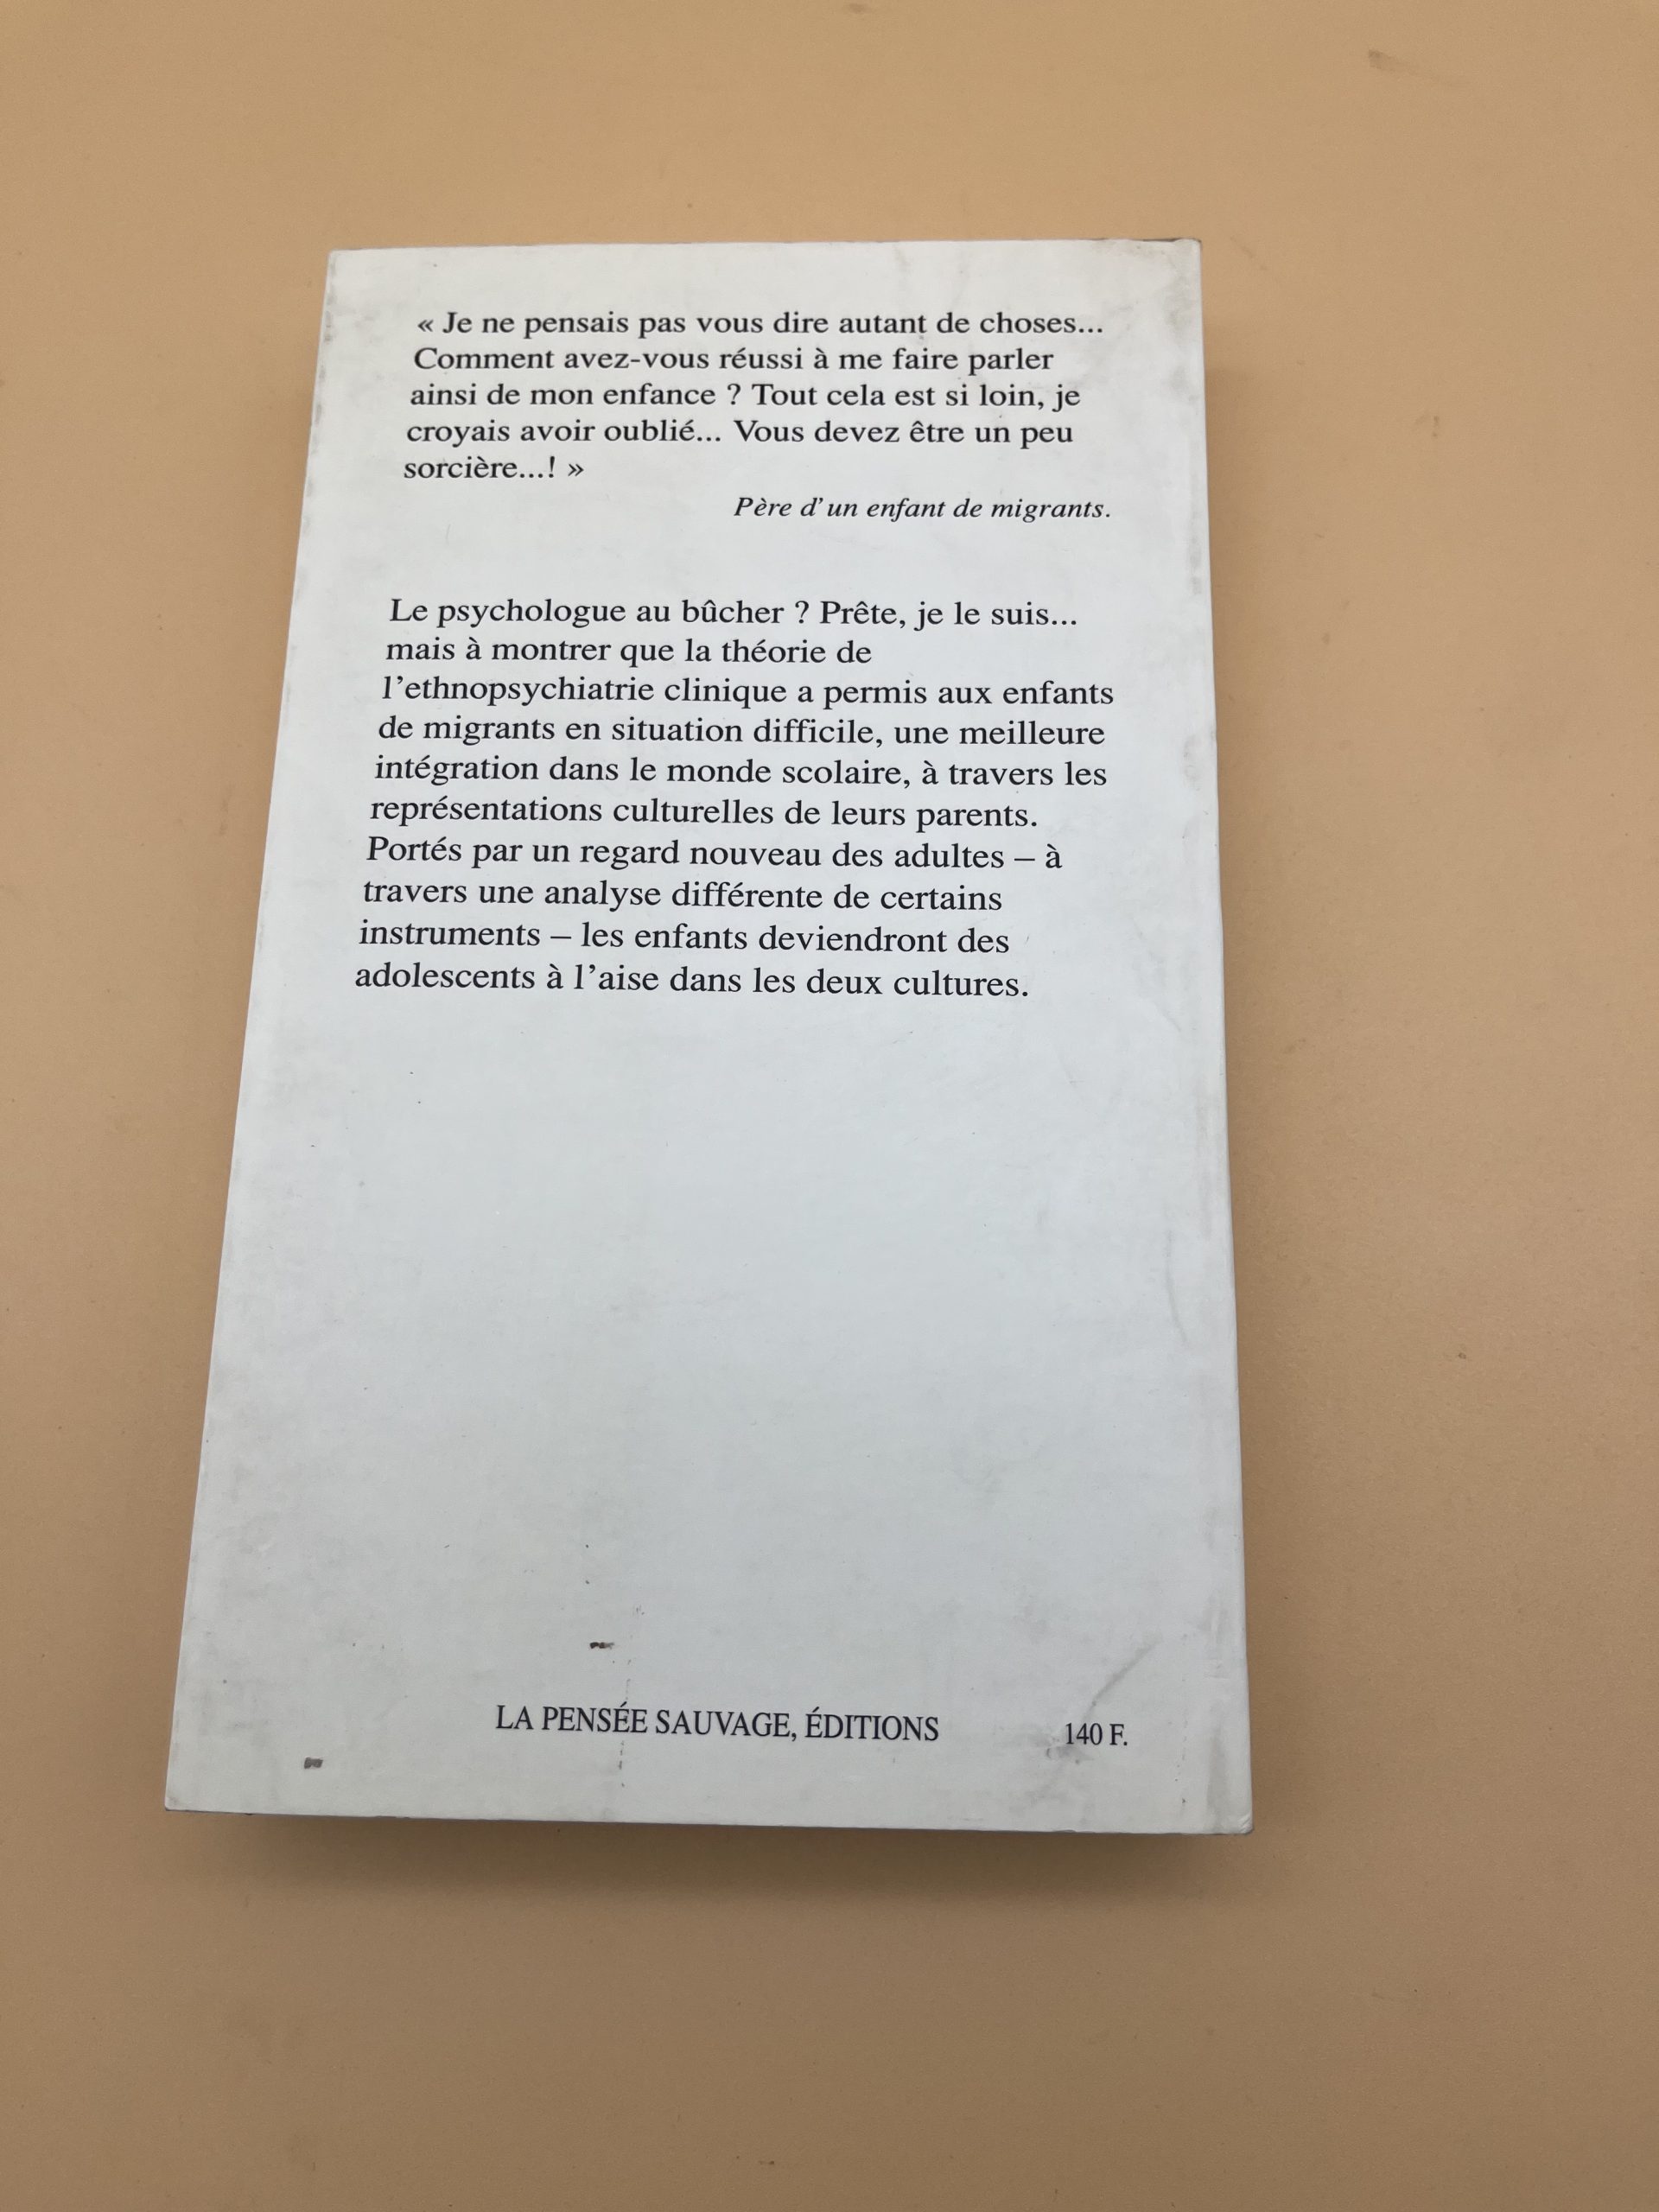 « Je ne pensais pas vous dire autant de choses...
Comment avez-vous réussi à me faire parler
ainsi de mon enfance ? Tout cela est si loin, je
croyais avoir oublié... Vous devez être un peu
sorcière...! »
Père d'un enfant de migrants.
Le psychologue au bûcher ? Prête, je le suis...
mais à montrer que la théorie de
l'ethnopsychiatrie clinique a permis aux enfants
de migrants en situation difficile, une meilleure
intégration dans le monde scolaire, à travers les
représentations culturelles de leurs parents.
Portés par un regard nouveau des adultes – à
travers une analyse différente de certains
instruments – les enfants deviendront des
adolescents à l'aise dans les deux cultures.
LA PENSÉE SAUVAGE, ÉDITIONS 140 F.